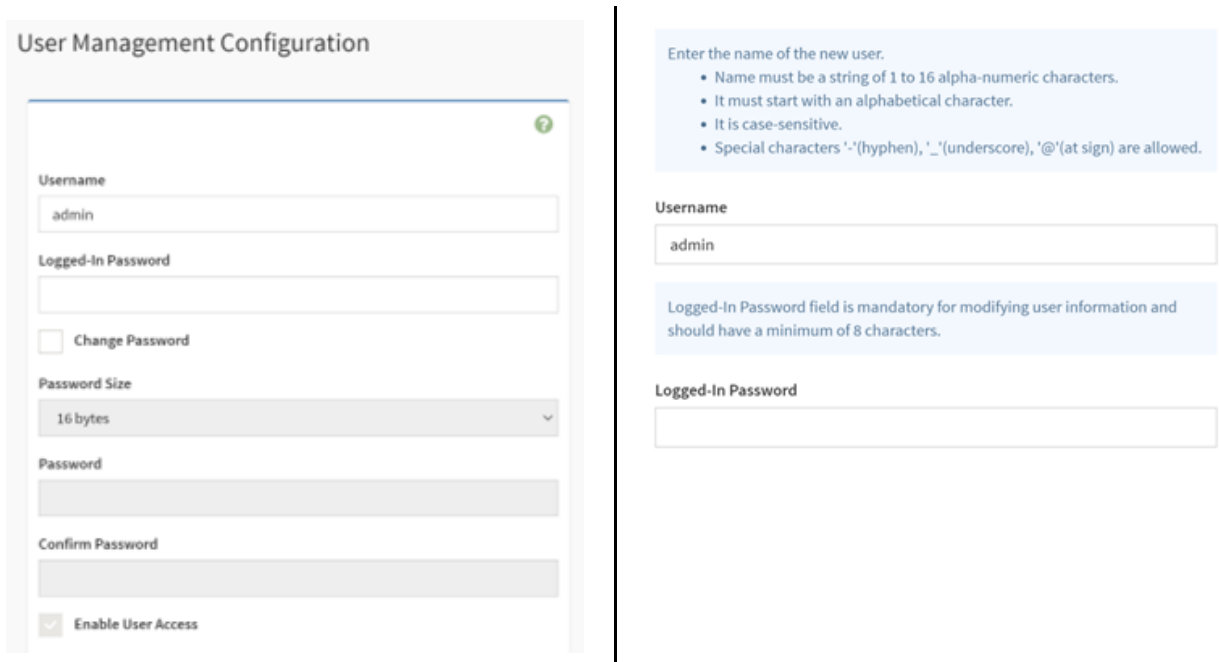 User Management Configuration
?
Username
admin
Logged-In Password
Change Password
Password Size
16 bytes
Password
Confirm Password
Enable User Access
Enter the name of the new user.
• Name must be a string of 1 to 16 alpha-numeric characters.
• It must start with an alphabetical character.
• It is case-sensitive.
• Special characters '-'(hyphen), '_'(underscore), '@'(at sign) are allowed.
Username
admin
Logged-In Password field is mandatory for modifying user information and
should have a minimum of 8 characters.
Logged-In Password